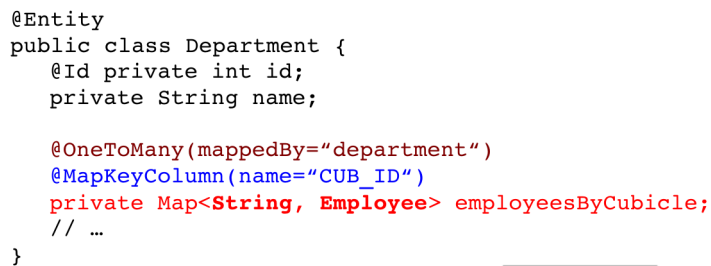 @Entity
public class Department {
@Id private int id;
private String name;
@OneToMany(mappedBy=“department“)
@MapKeyColumn(name=“CUB_ID“)
private Map<String, Employee> employeesByCubicle;
// …
}